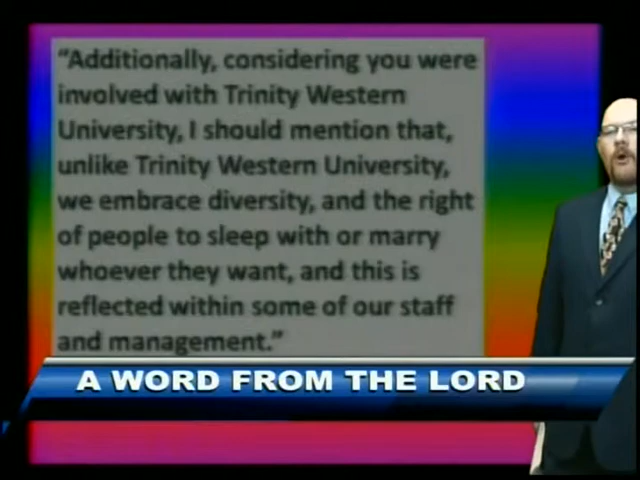 “Additionally, considering you were
involved with Trinity Western
University, I should mention that,
unlike Trinity Western University,
we embrace diversity, and the right
of people to sleep with or marry
whoever they want, and this is
reflected within some of our staff
and management.”
A WORD FROM THE LORD